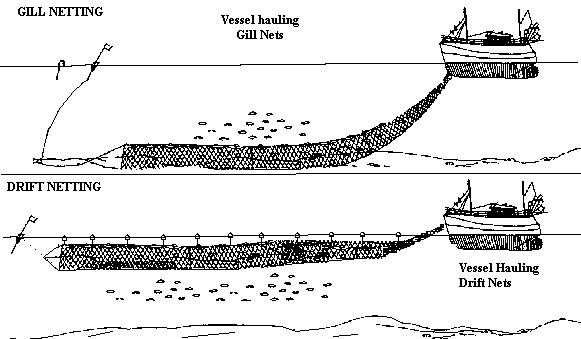 GILL NETTING
Vessel hauling
Gill Nets
DRIFT NETTING
Vessel Hauling
Drift Nets